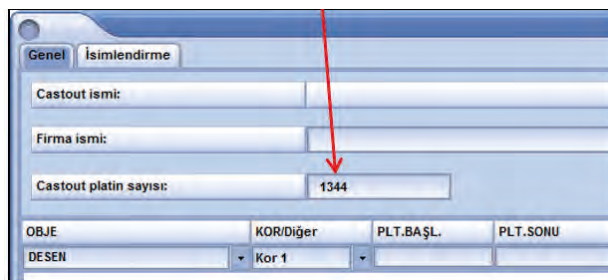 Genel İsimlendirme
Castout ismi:
Firma ismi:
Castout platin sayısı: 1344
OBJE KOR/Diğer PLT.BAŞL. PLT.SONU
DESEN Kor 1